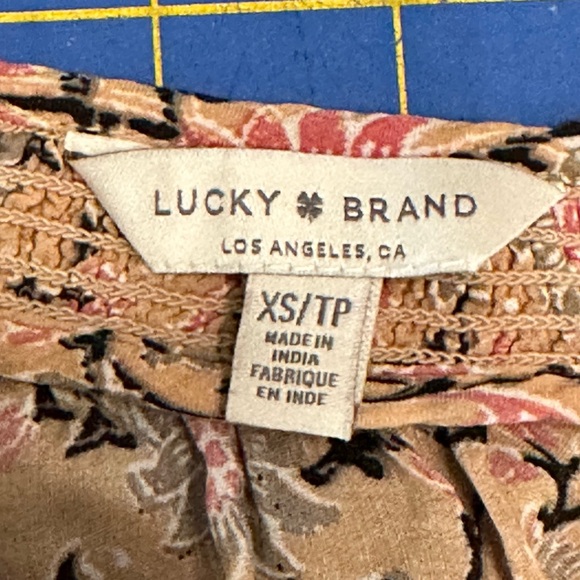 LUCKY BRAND
LOS ANGELES, CA
XS/TP
MADE IN
INDIA
FABRIQUE
EN INDE